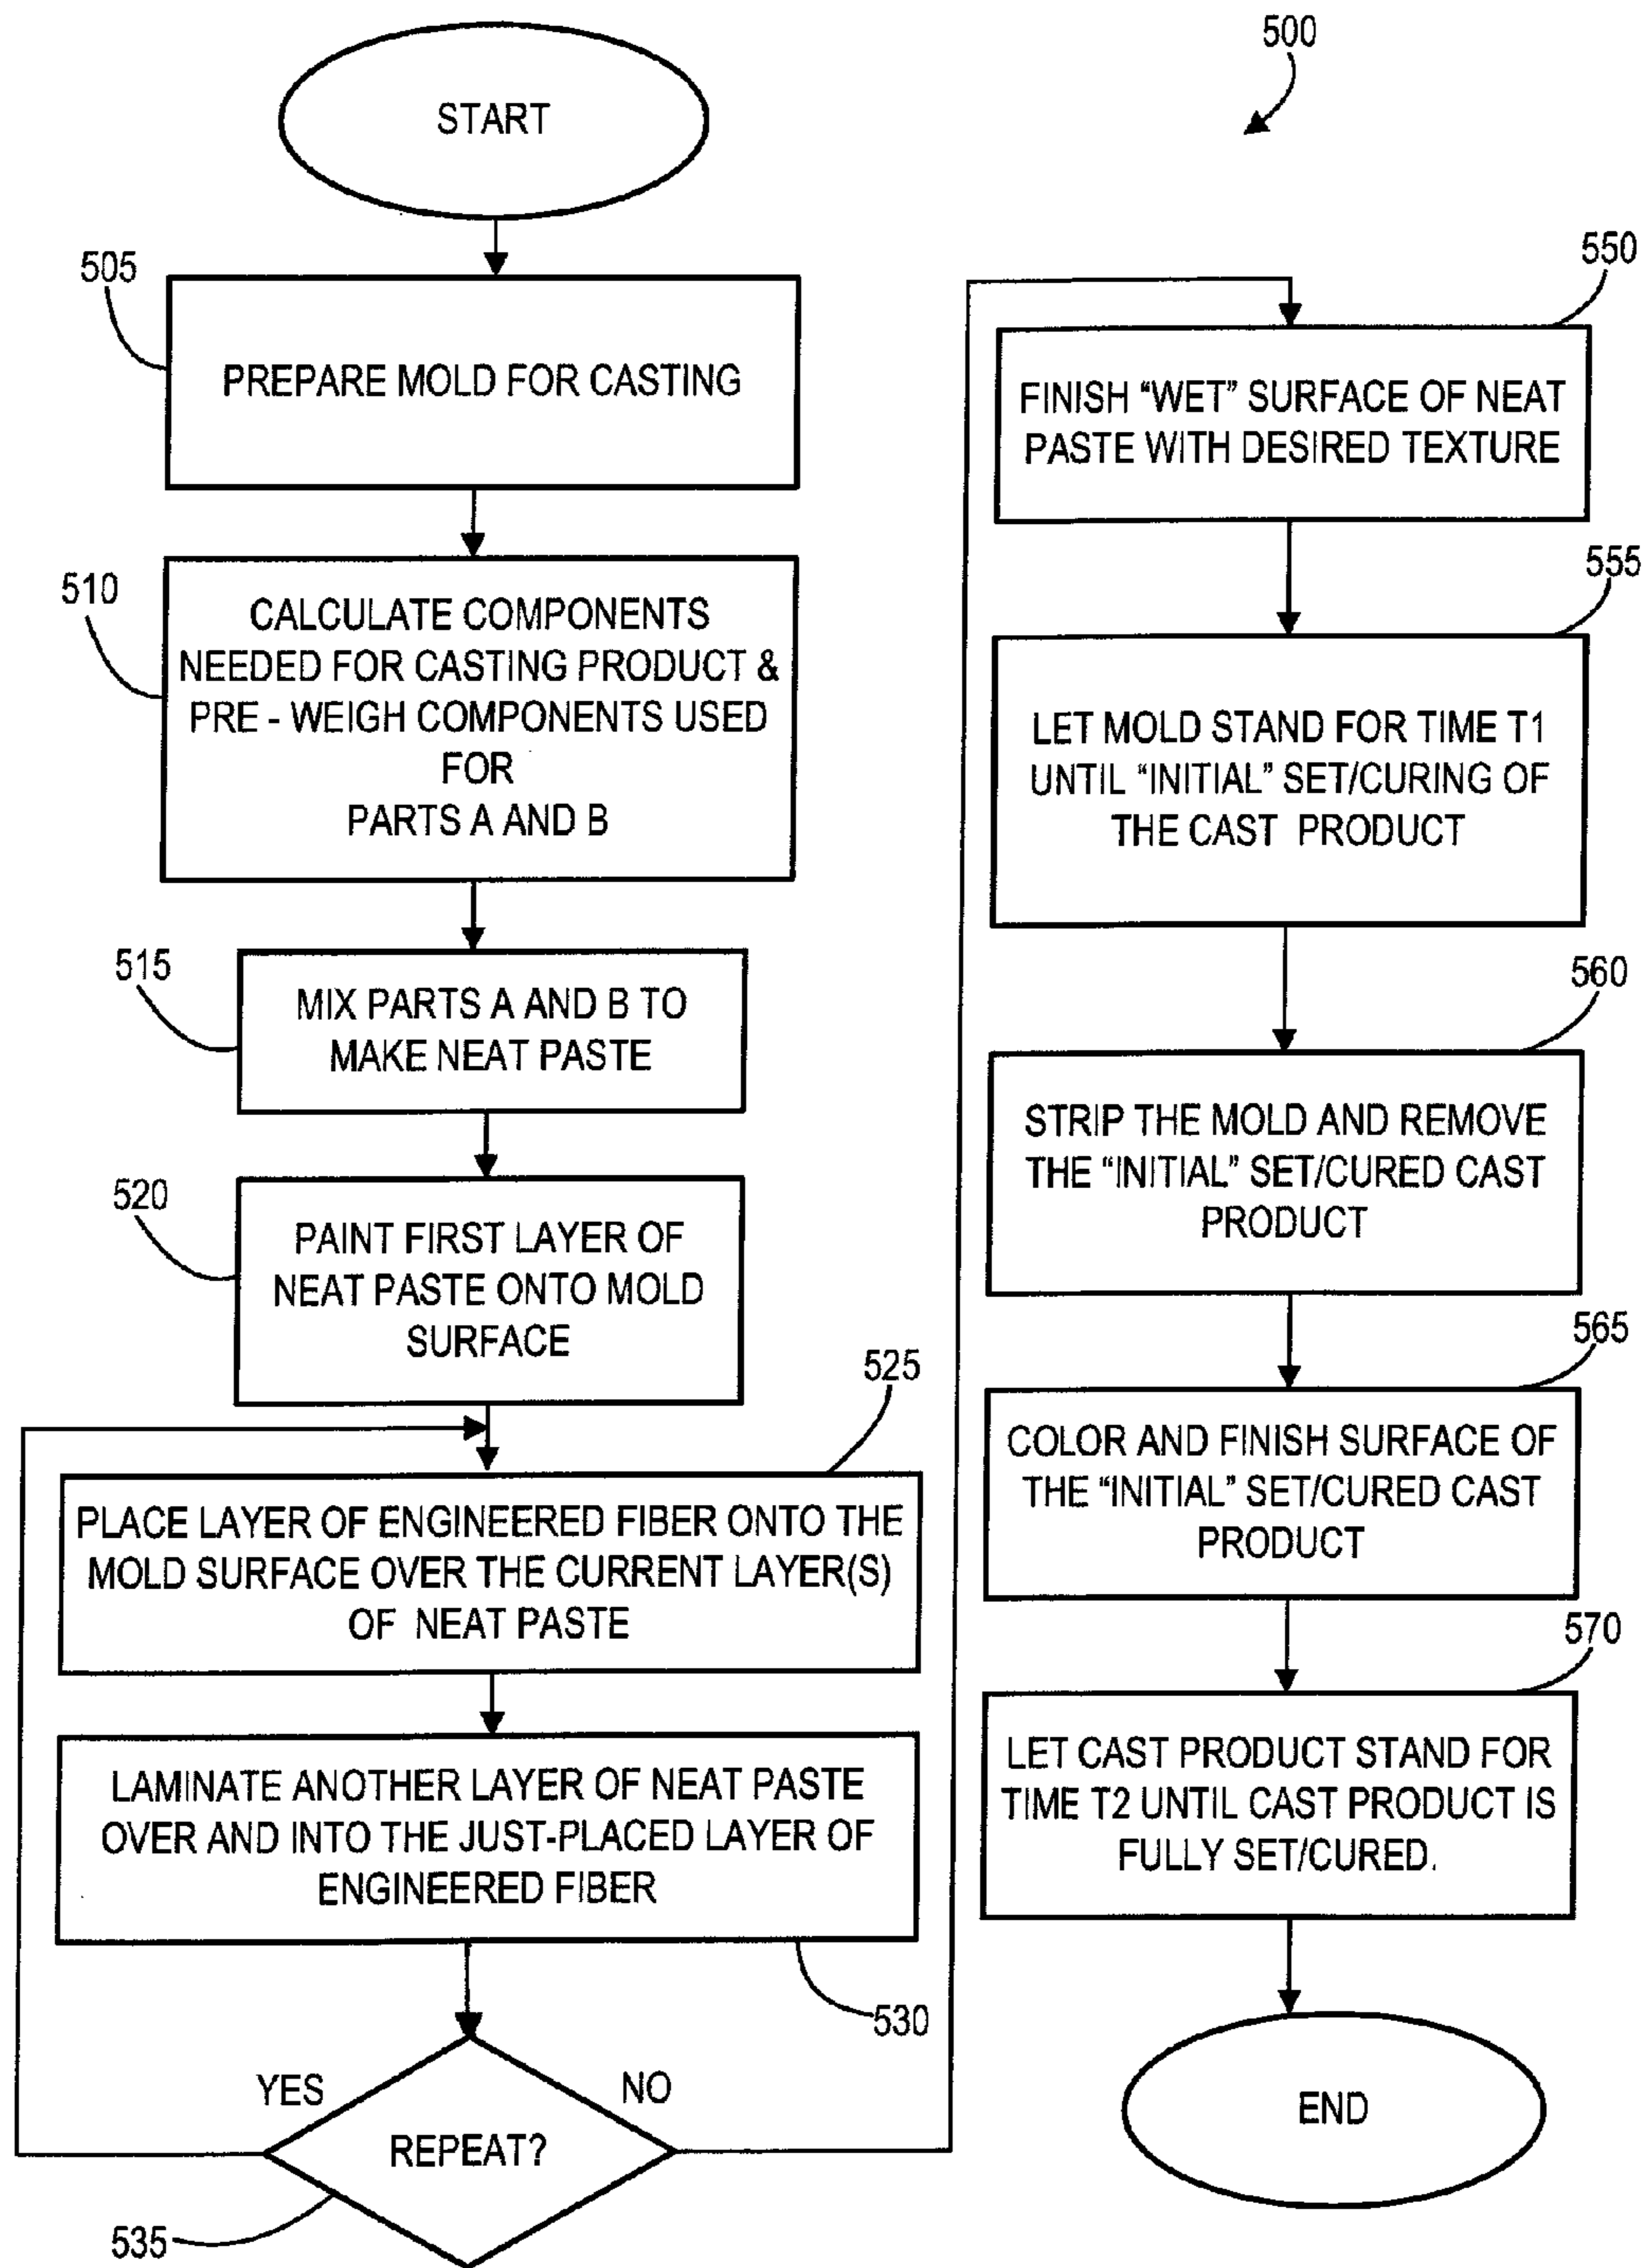 500
START
505
PREPARE MOLD FOR CASTING
510
CALCULATE COMPONENTS
NEEDED FOR CASTING PRODUCT &
PRE - WEIGH COMPONENTS USED
FOR
PARTS A AND B
515
MIX PARTS A AND B TO
MAKE NEAT PASTE
520
PAINT FIRST LAYER OF
NEAT PASTE ONTO MOLD
SURFACE
525
PLACE LAYER OF ENGINEERED FIBER ONTO THE
MOLD SURFACE OVER THE CURRENT LAYER(S)
OF NEAT PASTE
LAMINATE ANOTHER LAYER OF NEAT PASTE
OVER AND INTO THE JUST-PLACED LAYER OF
ENGINEERED FIBER
530
YES
NO
REPEAT?
535
550
FINISH “WET” SURFACE OF NEAT
PASTE WITH DESIRED TEXTURE
555
LET MOLD STAND FOR TIME T1
UNTIL “INITIAL” SET/CURING OF
THE CAST PRODUCT
560
STRIP THE MOLD AND REMOVE
THE “INITIAL” SET/CURED CAST
PRODUCT
565
COLOR AND FINISH SURFACE OF
THE “INITIAL” SET/CURED CAST
PRODUCT
570
LET CAST PRODUCT STAND FOR
TIME T2 UNTIL CAST PRODUCT IS
FULLY SET/CURED.
END